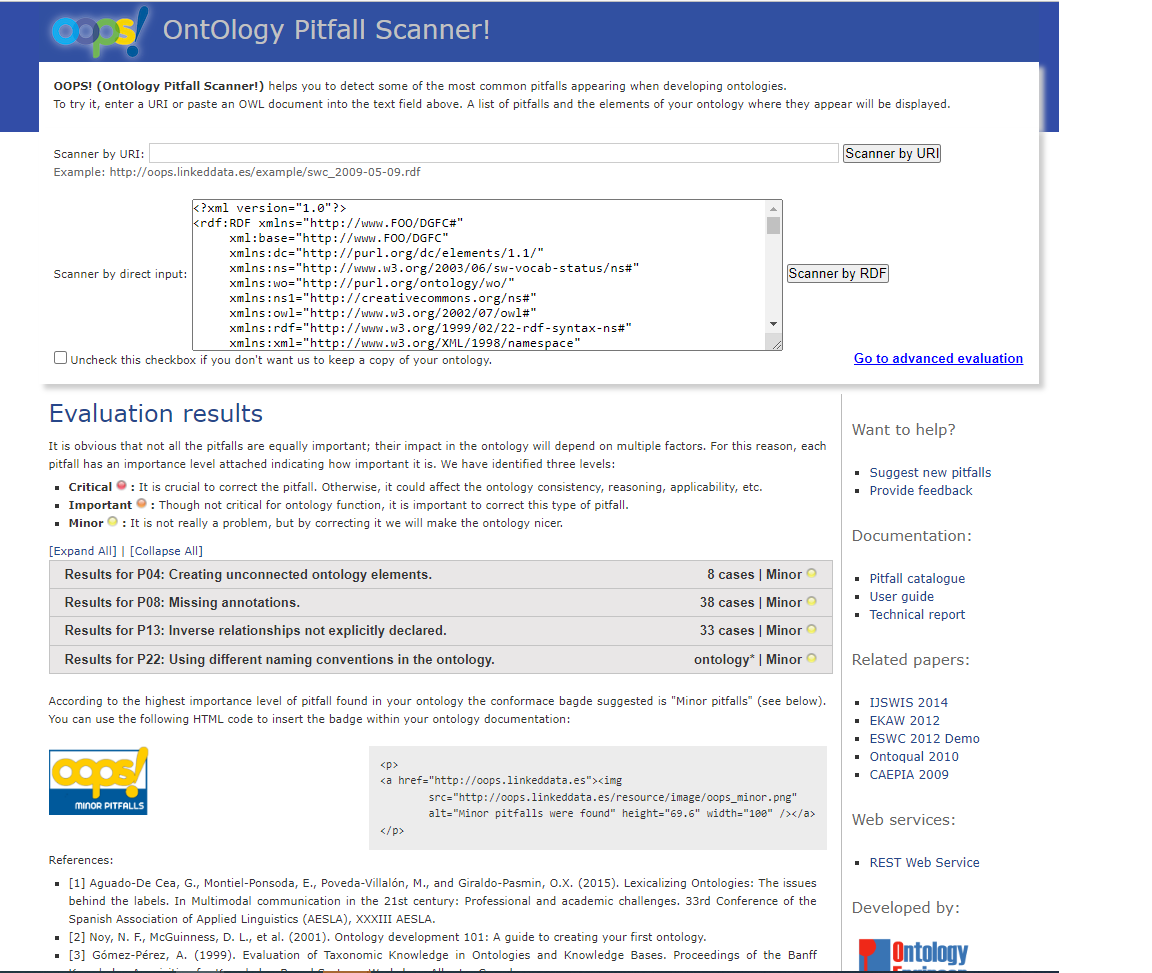 oops! OntOlogy Pitfall Scanner!
OOPS! (OntOlogy Pitfall Scanner!) helps you to detect some of the most common pitfalls appearing when developing ontologies.
To try it, enter a URI or paste an OWL document into the text field above. A list of pitfalls and the elements of your ontology where they appear will be displayed.
Scanner by URI: Scanner by URI
Example: http://oops.linkeddata.es/example/swc_2009-05-09.rdf
<?xml version="1.0"?>
<rdf:RDF xmlns="http://www.FOO/DGFC#"
xml:base="http://www.FOO/DGFC"
xmlns:dc="http://purl.org/dc/elements/1.1/"
xmlns:ns="http://www.w3.org/2003/06/sw-vocab-status/ns#"
Scanner by direct input: Scanner by RDF
xmlns:wo="http://purl.org/ontology/wo/"
xmlns:ns1="http://creativecommons.org/ns#"
xmlns:owl="http://www.w3.org/2002/07/owl#"
xmlns:rdf="http://www.w3.org/1999/02/22-rdf-syntax-ns#"
xmlns:xml="http://www.w3.org/XML/1998/namespace"
Uncheck this checkbox if you don't want us to keep a copy of your ontology.
Go to advanced evaluation
Evaluation results
It is obvious that not all the pitfalls are equally important; their impact in the ontology will depend on multiple factors. For this reason, each
pitfall has an importance level attached indicating how important it is. We have identified three levels:
Critical : It is crucial to correct the pitfall. Otherwise, it could affect the ontology consistency, reasoning, applicability, etc.
Important : Though not critical for ontology function, it is important to correct this type of pitfall.
Minor : It is not really a problem, but by correcting it we will make the ontology nicer.
[Expand All] | [Collapse All]
Results for P04: Creating unconnected ontology elements. 8 cases | Minor
Results for P08: Missing annotations. 38 cases | Minor
Results for P13: Inverse relationships not explicitly declared. 33 cases | Minor
Results for P22: Using different naming conventions in the ontology. ontology* | Minor
According to the highest importance level of pitfall found in your ontology the conformace bagde suggested is "Minor pitfalls" (see below).
You can use the following HTML code to insert the badge within your ontology documentation:
oops!
MINOR PITFALLS
<p>
<a href="http://oops.linkeddata.es"><img
src="http://oops.linkeddata.es/resource/image/oops_minor.png"
alt="Minor pitfalls were found" height="69.6" width="100" /></a>
</p>
References:
[1] Aguado-De Cea, G., Montiel-Ponsoda, E., Poveda-Villalón, M., and Giraldo-Pasmin, O.X. (2015). Lexicalizing Ontologies: The issues
behind the labels. In Multimodal communication in the 21st century: Professional and academic challenges. 33rd Conference of the
Spanish Association of Applied Linguistics (AESLA), XXXIII AESLA.
[2] Noy, N. F., McGuinness, D. L., et al. (2001). Ontology development 101: A guide to creating your first ontology.
[3] Gómez-Pérez, A. (1999). Evaluation of Taxonomic Knowledge in Ontologies and Knowledge Bases. Proceedings of the Banff
Want to help?
Suggest new pitfalls
Provide feedback
Documentation:
Pitfall catalogue
User guide
Technical report
Related papers:
IJSWIS 2014
EKAW 2012
ESWC 2012 Demo
Ontoqual 2010
CAEPIA 2009
Web services:
REST Web Service
Developed by:
Ontology